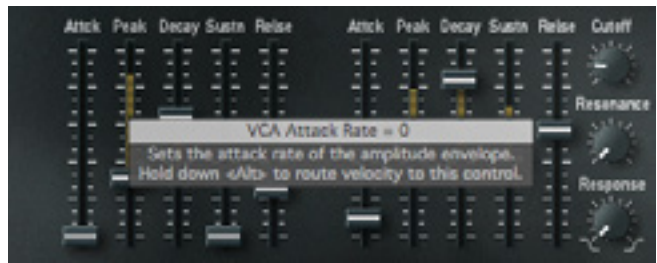 Attck Peak Decay Sustn Relse Attck Peak Decay Sustn Relse Cutoff
Resonance
VCA Attack Rate = 0
Sets the attack rate of the amplitude envelope.
Hold down <Alt> to route velocity to this control.
Response